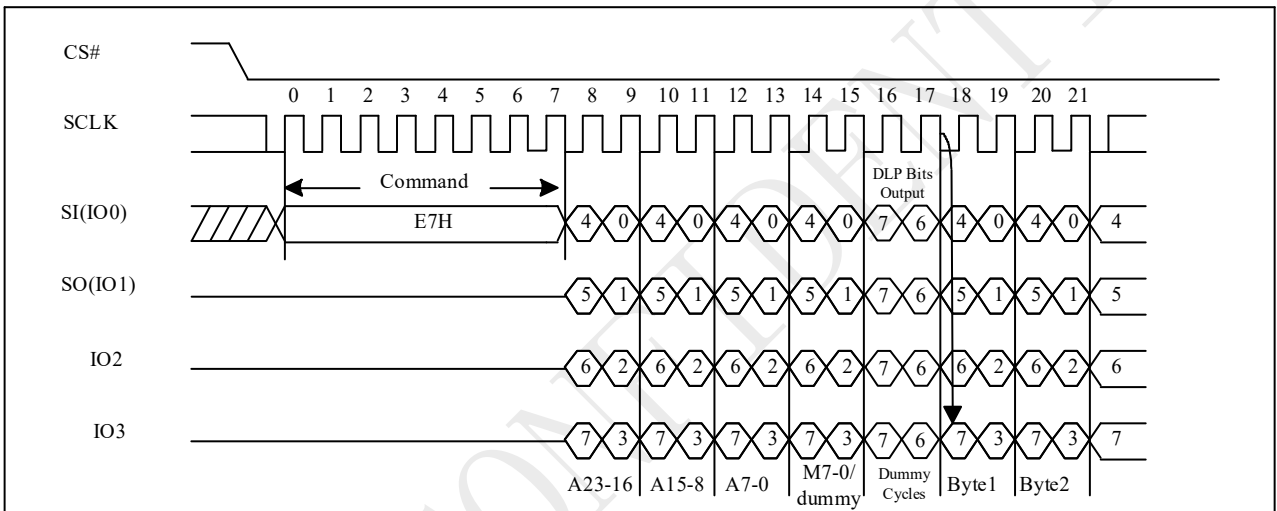 CS#
0 1 2 3 4 5 6 7 8 9 10 11 12 13 14 15 16 17 18 19 20 21
SCLK
DLP Bits
Output
Command
SI(IO0) E7H 4 0 4 0 4 0 4 0 7 6 4 0 4 0 4
SO(IO1) 5 1 5 1 5 1 5 1 7 6 5 1 5 1 5
IO2 6 2 6 2 6 2 6 2 7 6 6 2 6 2 6
IO3 7 3 7 3 7 3 7 3 7 6 7 3 7 3 7
A23-16 A15-8 A7-0 M7-0/ Dummy Byte1 Byte2
dummy Cycles